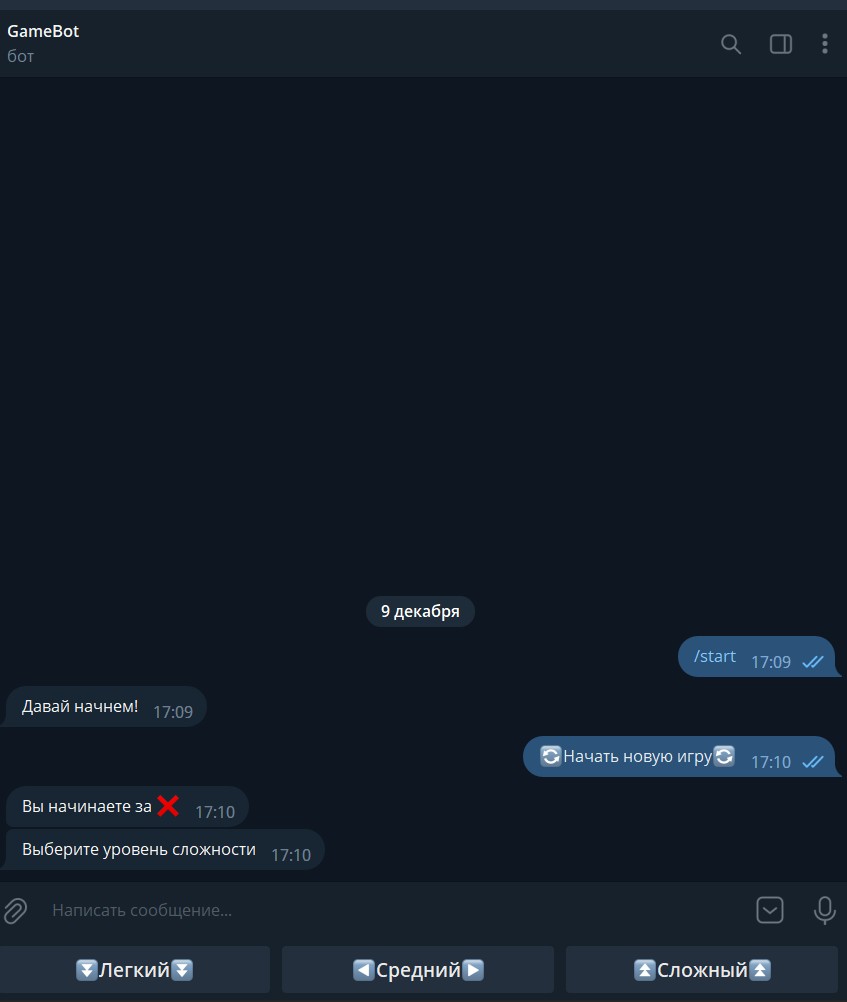 GameBot
бот
9 декабря
/start 17:09
Давай начнем! 17:09
🔄Начать новую игру🔄 17:10
Вы начинаете за ❌ 17:10
Выберите уровень сложности 17:10
Написать сообщение...
⏬Легкий⏬ ◀Средний▶ ⏫Сложный⏫